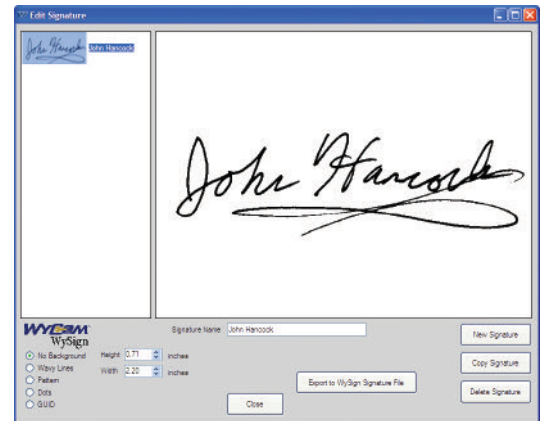 Edit Signature
John Hancock
John Hancock
John Hancock
WYCAM
WySign
Signature Name John Hancock
New Signature
No Background
Height 0.71 inches
Wavy Lines
Width 2.20 inches
Copy Signature
Pattern
Export to WySign Signature File
Dots
Delete Signature
GUID
Close